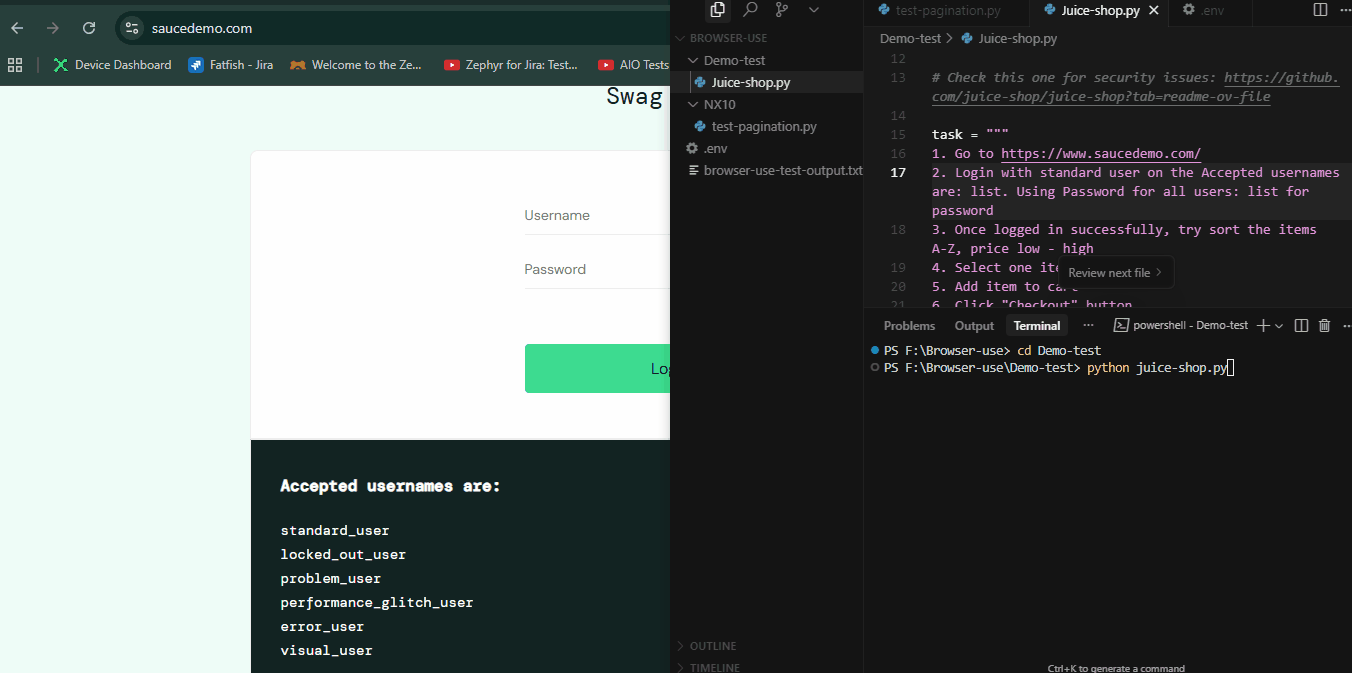 saucedemo.com
Device Dashboard
Fatfish - Jira
Welcome to the Ze...
Zephyr for Jira: Test...
AIO Tests
Swag
Username
Password
Accepted usernames are:
standard_user
locked_out_user
problem_user
performance_glitch_user
error_user
visual_user
BROWSER-USE
Demo-test
Juice-shop.py
NX10
test-pagination.py
.env
browser-use-test-output.txt
OUTLINE
TIMELINE
test-pagination.py
Juice-shop.py
.env
Demo-test > Juice-shop.py
12
13 # Check this one for security issues: https://github.
com/juice-shop/juice-shop?tab=readme-ov-file
14
15 task = """
16 1. Go to https://www.saucedemo.com/
17 2. Login with standard user on the Accepted usernames
are: list. Using Password for all users: list for
password
18 3. Once logged in successfully, try sort the items
A-Z, price low - high
19 4. Select one
Review next file >
20 5. Add item to
21 6. Click "Checkout" button
Problems
Output
Terminal
powershell - Demo-test
PS F:\Browser-use> cd Demo-test
PS F:\Browser-use\Demo-test> python juice-shop.py
Ctrl+K to generate a command